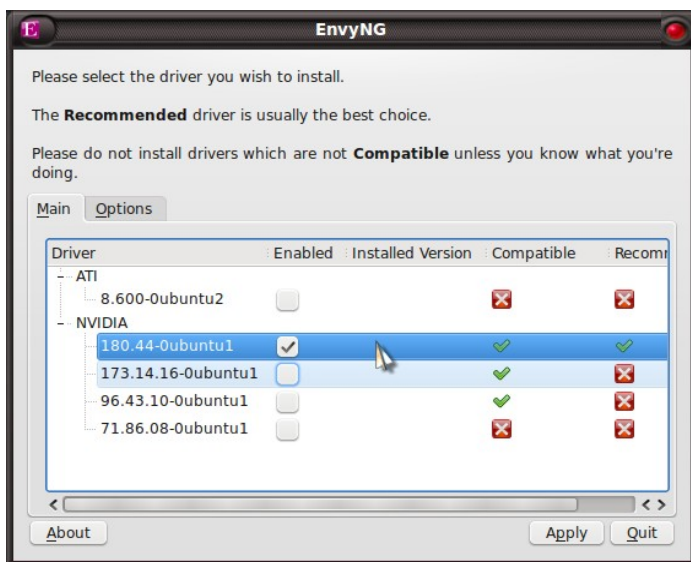 E
EnvyNG
Please select the driver you wish to install.
The Recommended driver is usually the best choice.
Please do not install drivers which are not Compatible unless you know what you're
doing.
Main Options
Driver Enabled Installed Version Compatible Recomm
ATI
8.600-0ubuntu2
NVIDIA
180.44-0ubuntu1
173.14.16-0ubuntu1
96.43.10-0ubuntu1
71.86.08-0ubuntu1
About Apply Quit